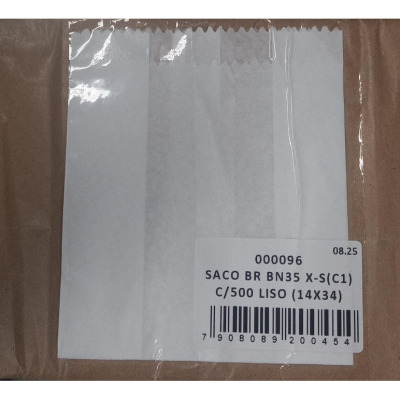 08.25
000096
SACO BR BN35 X-S(C1)
C/500 LISO (14X34)
7 908089 200454